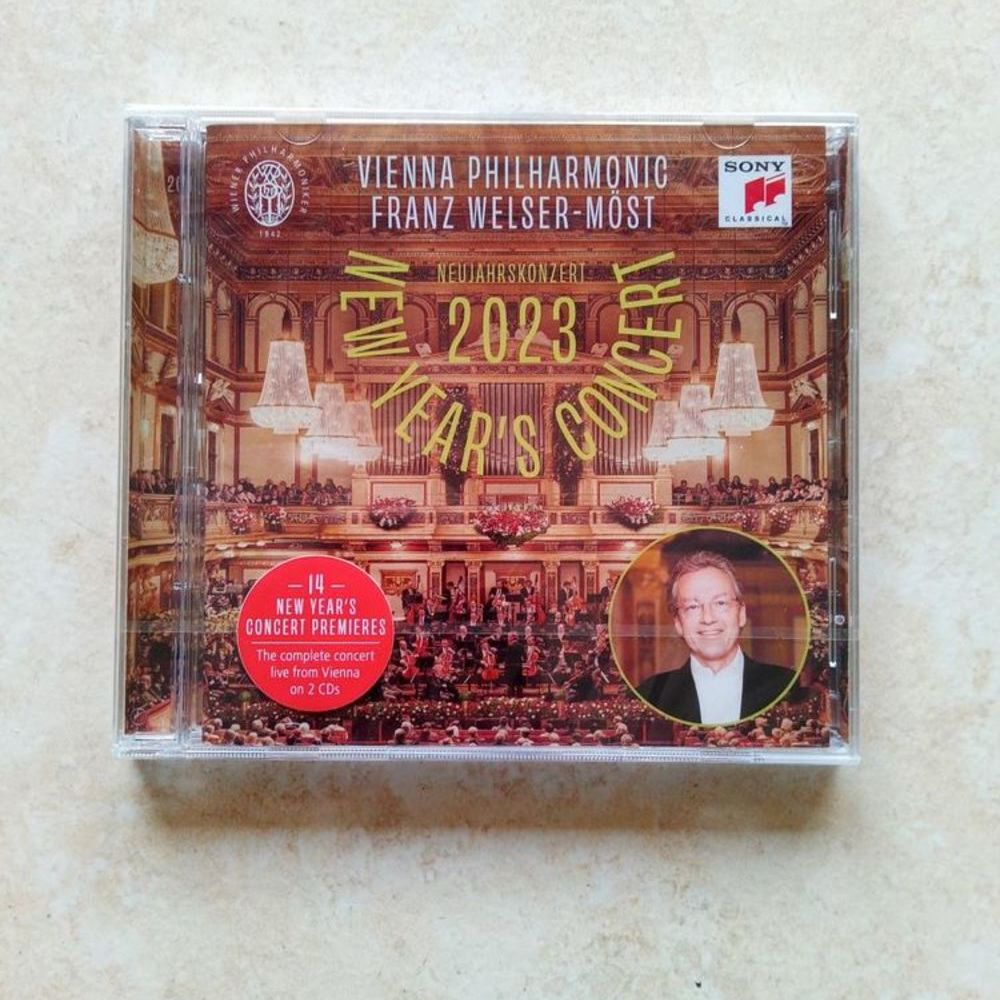 WIENER PHILHARMONIKER
1842
VIENNA PHILHARMONIC
FRANZ WELSER-MÖST
SONY
CLASSICAL
NEUJAHRSKONZERT
2023
NEW YEAR'S CONCERT
— 14 —
NEW YEAR'S
CONCERT PREMIERES
The complete concert
live from Vienna
on 2 CDs